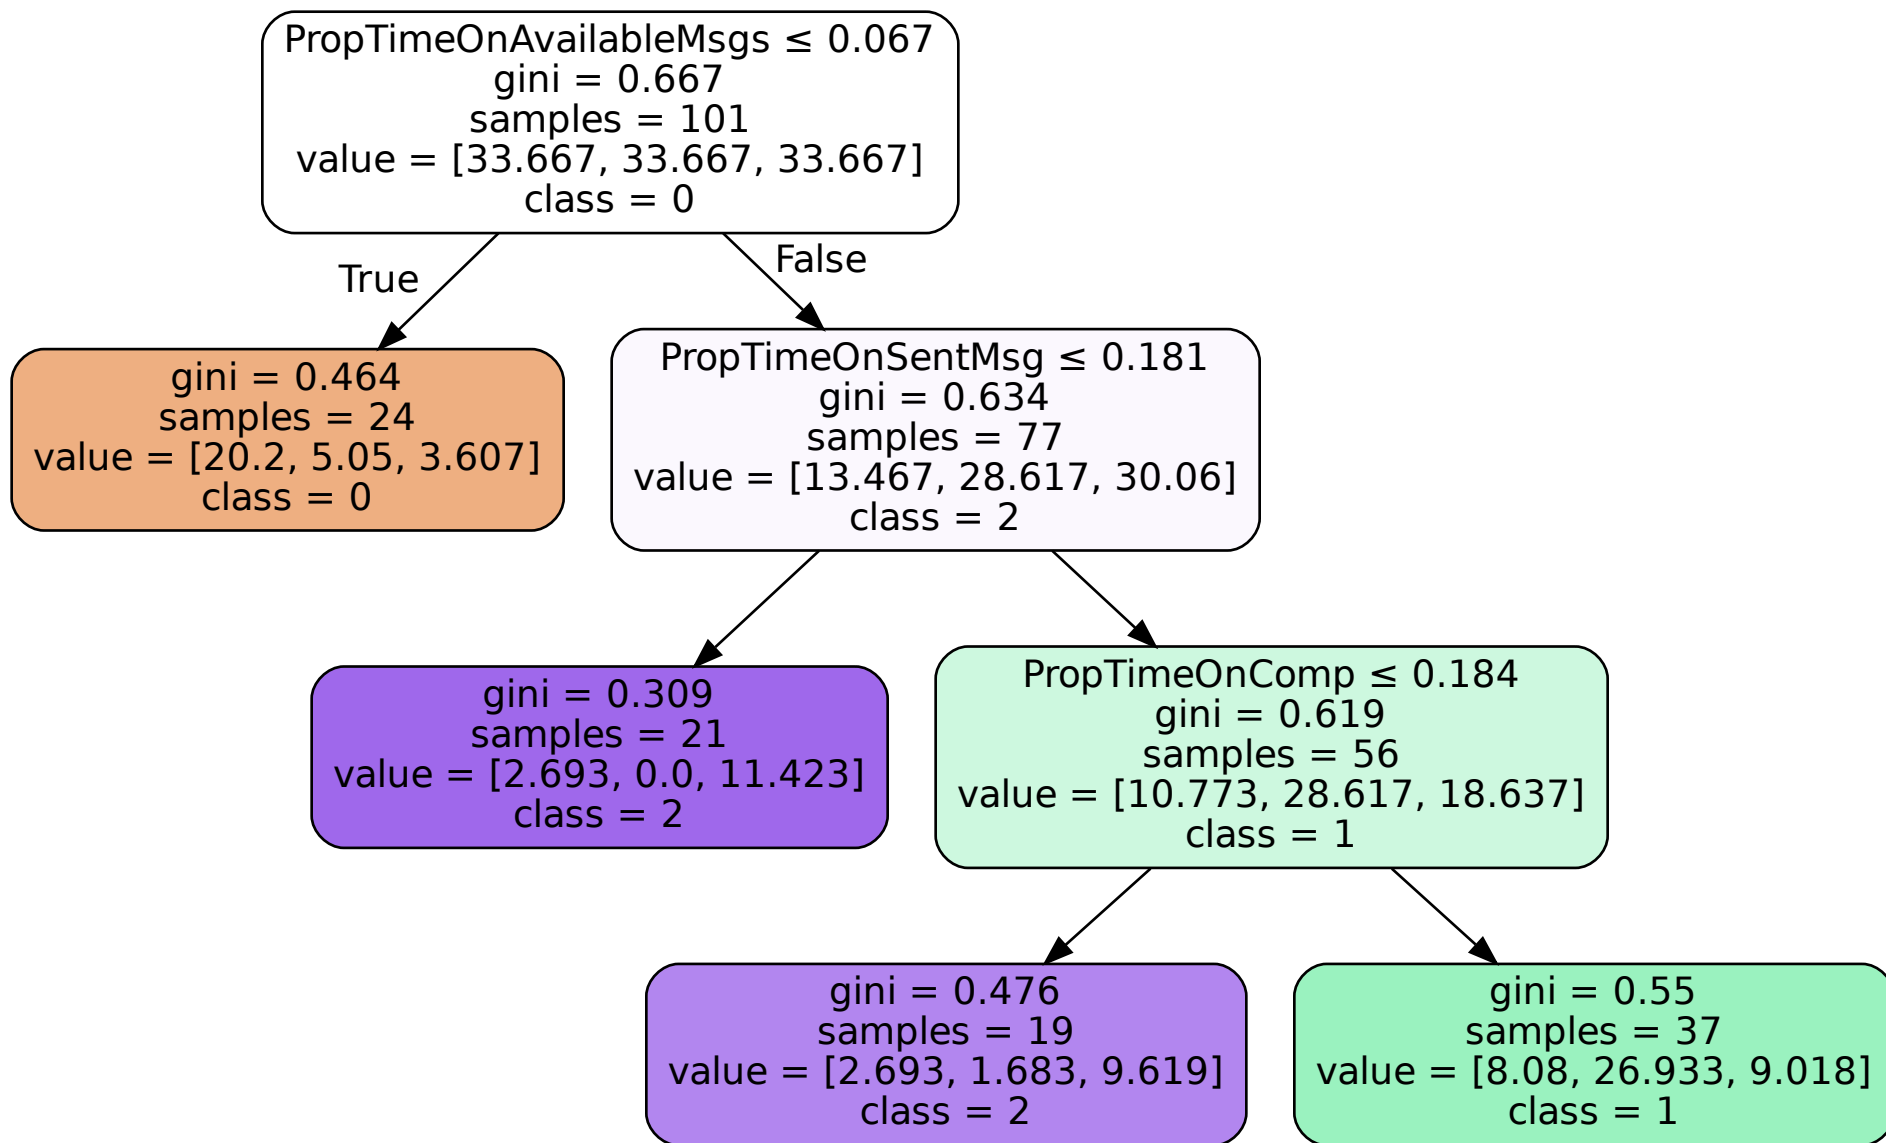 PropTimeOnAvailableMsgs ≤ 0.067
gini = 0.667
samples = 101
value = [33.667, 33.667, 33.667]
class = 0
True
False
gini = 0.464
samples = 24
value = [20.2, 5.05, 3.607]
class = 0
PropTimeOnSentMsg ≤ 0.181
gini = 0.634
samples = 77
value = [13.467, 28.617, 30.06]
class = 2
gini = 0.309
samples = 21
value = [2.693, 0.0, 11.423]
class = 2
PropTimeOnComp ≤ 0.184
gini = 0.619
samples = 56
value = [10.773, 28.617, 18.637]
class = 1
gini = 0.476
samples = 19
value = [2.693, 1.683, 9.619]
class = 2
gini = 0.55
samples = 37
value = [8.08, 26.933, 9.018]
class = 1